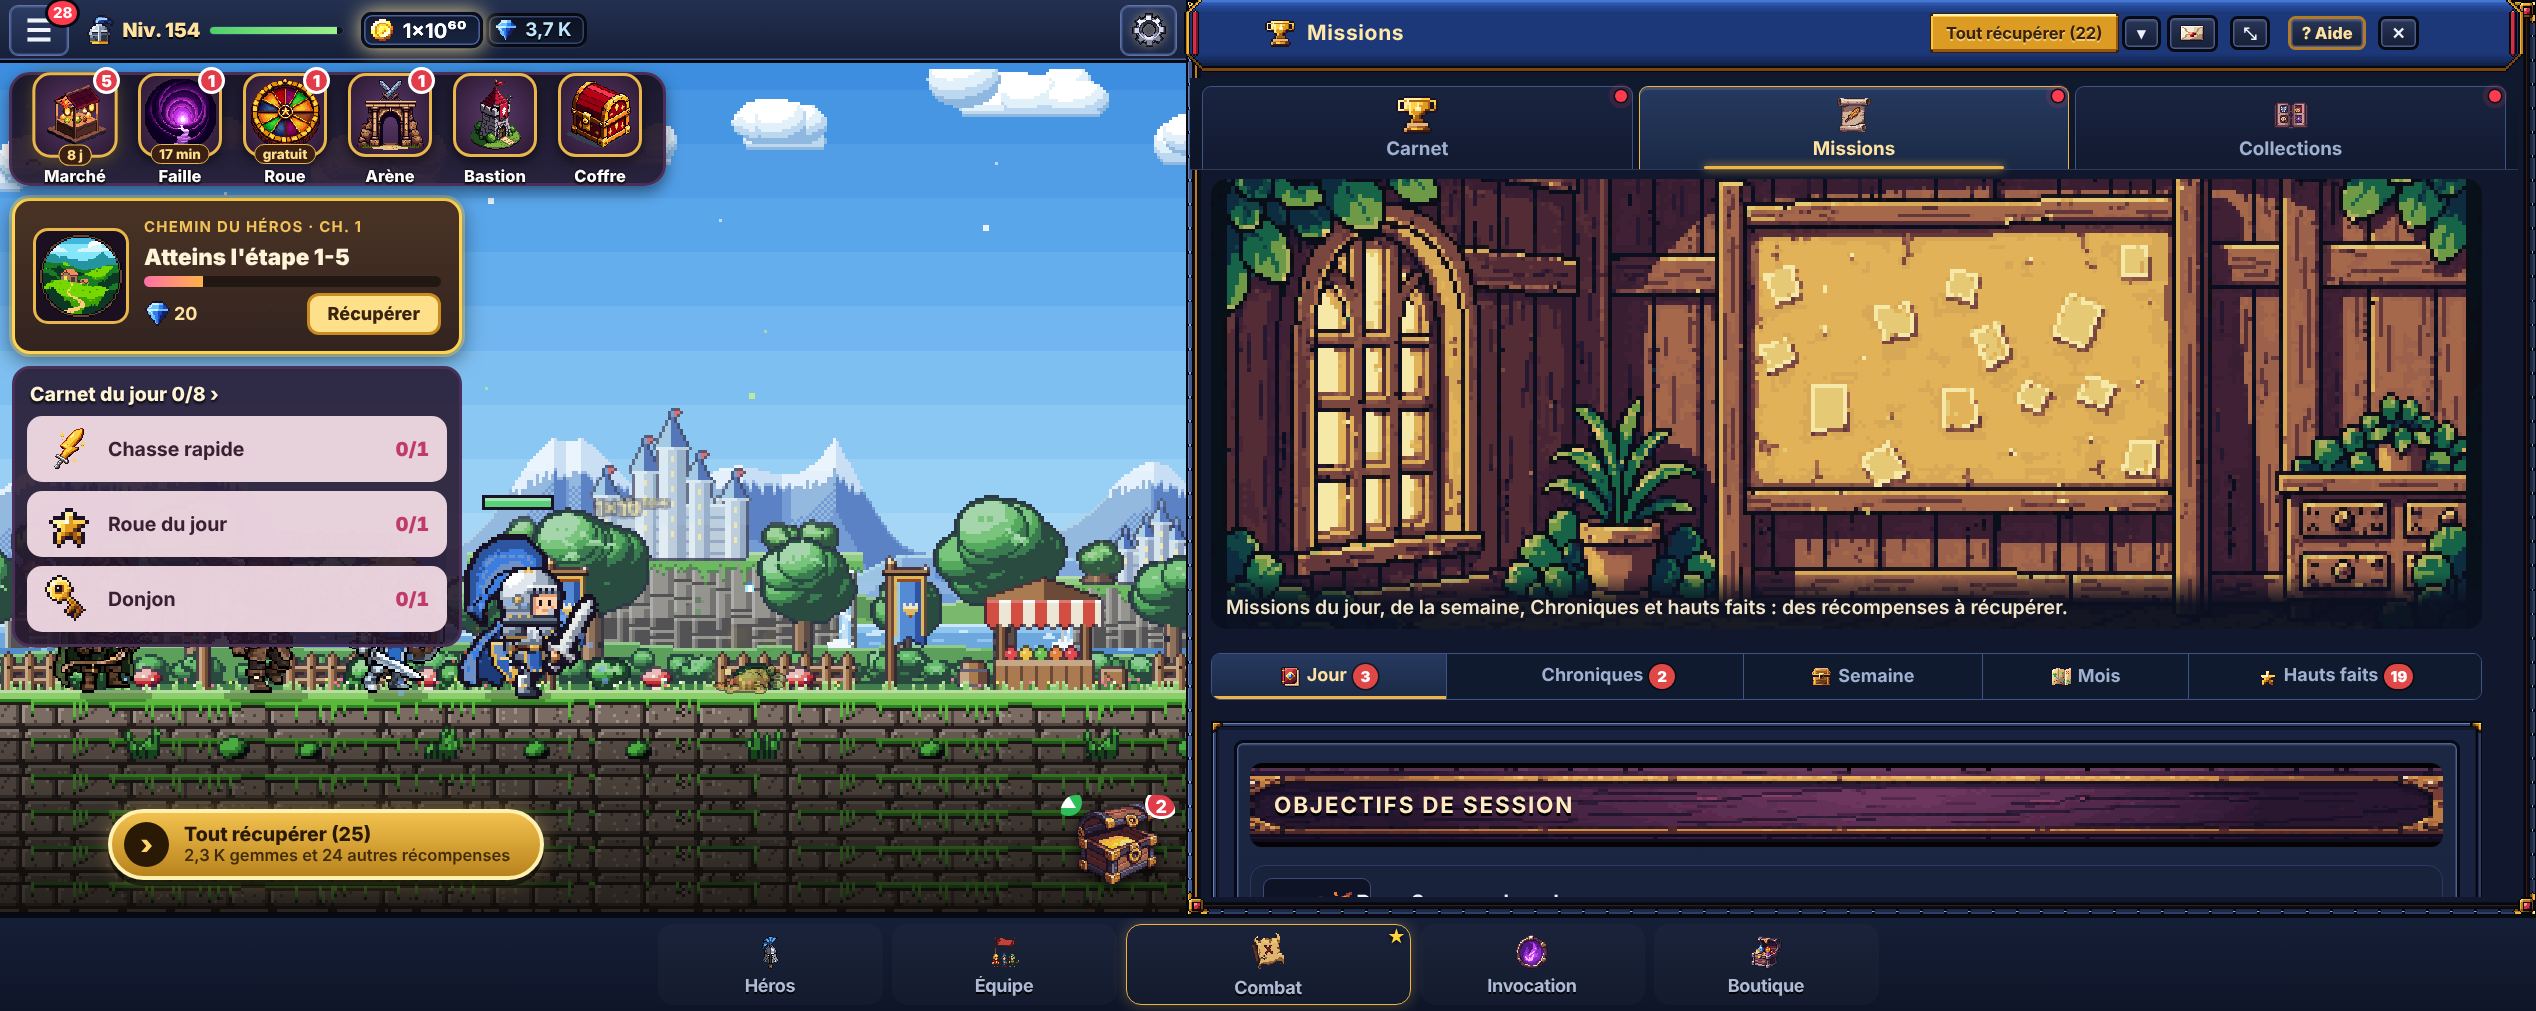 28
Niv. 154
1×10⁶⁰
3,7 K
5
8 j
Marché
1
17 min
Faille
1
gratuit
Roue
1
Arène
Bastion
Coffre
CHEMIN DU HÉROS · CH. 1
Atteins l'étape 1-5
20
Récupérer
Carnet du jour 0/8 ›
Chasse rapide 0/1
Roue du jour 0/1
Donjon 0/1
Tout récupérer (25)
2,3 K gemmes et 24 autres récompenses
2
Missions
Tout récupérer (22)
? Aide
Carnet
Missions
Collections
Missions du jour, de la semaine, Chroniques et hauts faits : des récompenses à récupérer.
Jour 3
Chroniques 2
Semaine
Mois
Hauts faits 19
OBJECTIFS DE SESSION
Héros
Équipe
Combat
Invocation
Boutique